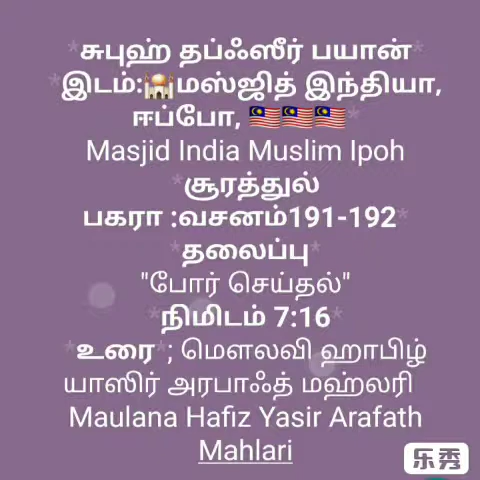 *சுபுஹ் தப்ஃஸீர் பயான்*
*இடம்:🕌மஸ்ஜித் இந்தியா,
ஈப்போ, 🇲🇾🇲🇾🇲🇾*
Masjid India Muslim Ipoh
*சூரத்துல்
பகரா :வசனம்191-192*
*தலைப்பு*
"போர் செய்தல்"
*நிமிடம் 7:16*
*உரை*; மௌலவி ஹாபிழ்
யாஸிர் அரபாஃத் மஹ்லரி
Maulana Hafiz Yasir Arafath
Mahlari
乐秀